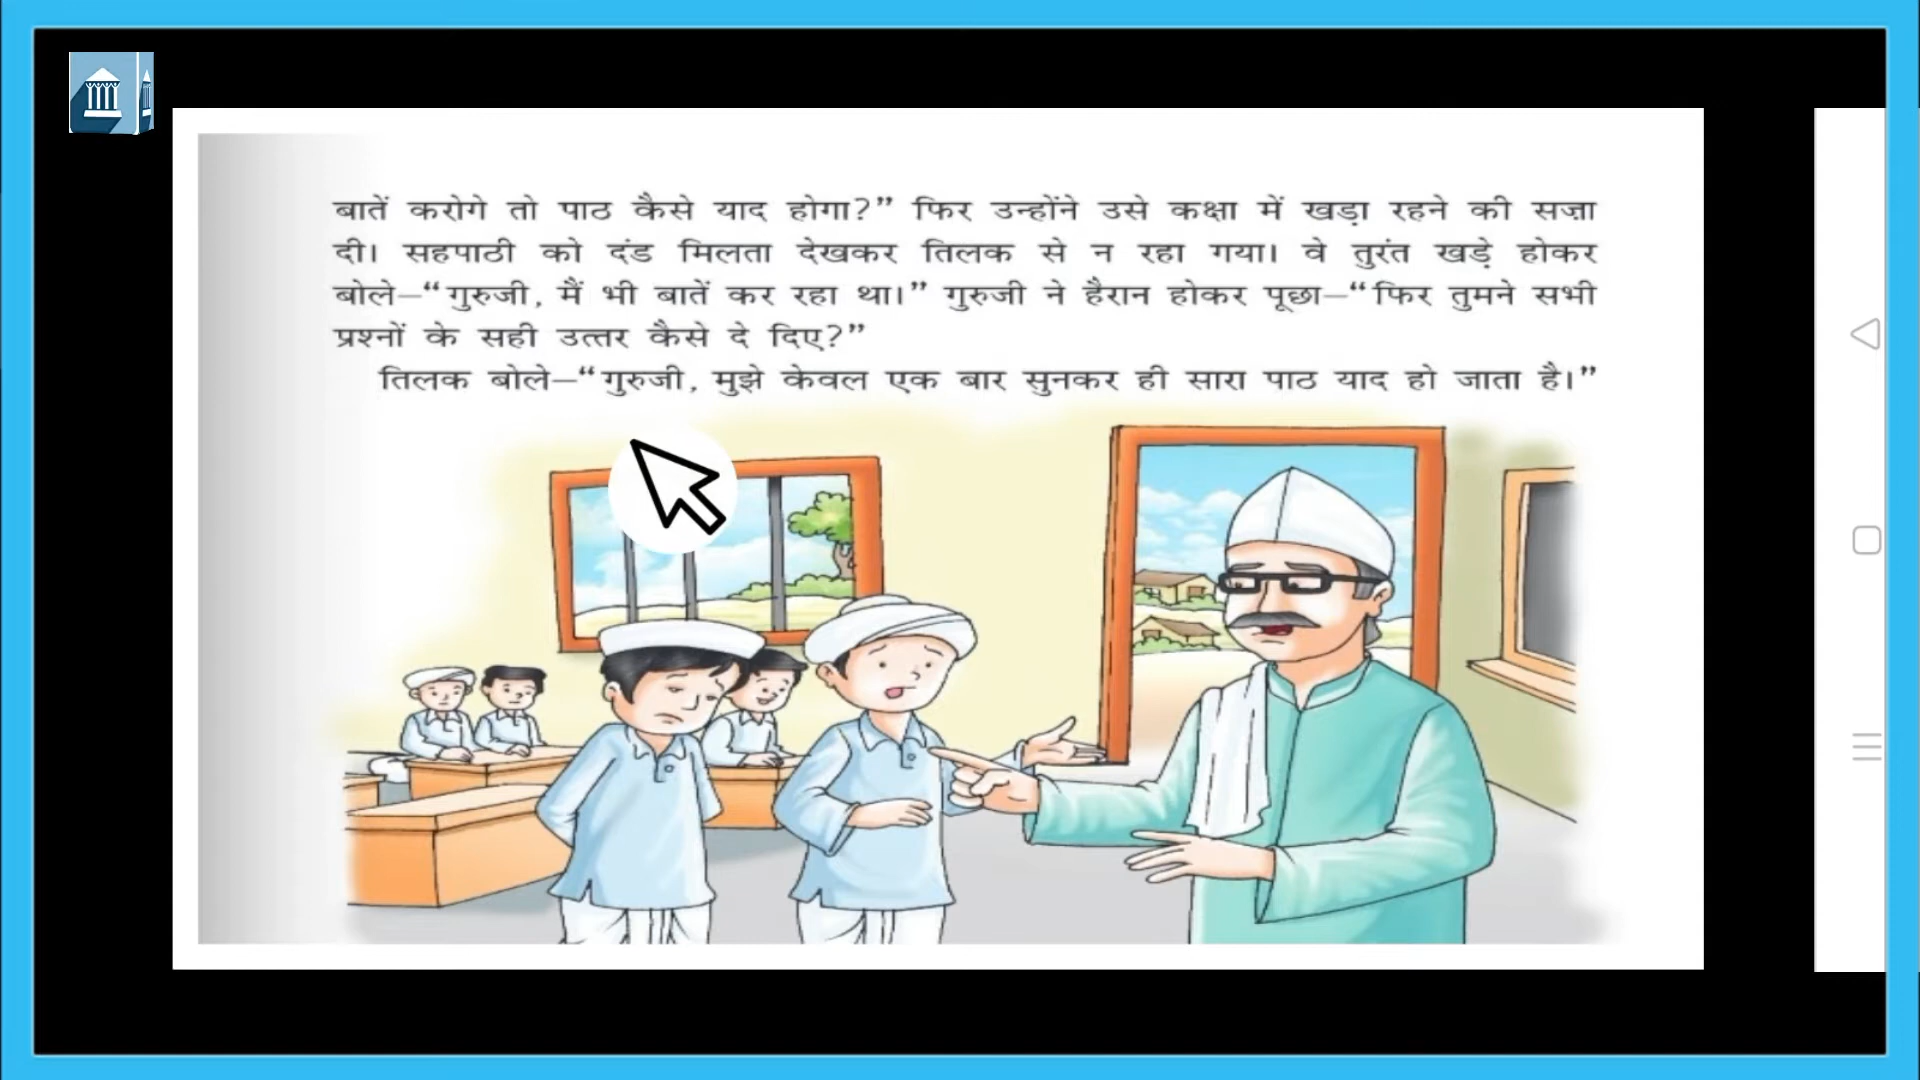 बातें करोगे तो पाठ कैसे याद होगा?” फिर उन्होंने उसे कक्षा में खड़ा रहने की सज़ा
दी। सहपाठी को दंड मिलता देखकर तिलक से न रहा गया। वे तुरंत खड़े होकर
बोले–“गुरुजी, मैं भी बातें कर रहा था।” गुरुजी ने हैरान होकर पूछा–“फिर तुमने सभी
प्रश्नों के सही उत्तर कैसे दे दिए?”
तिलक बोले–“गुरुजी, मुझे केवल एक बार सुनकर ही सारा पाठ याद हो जाता है।”